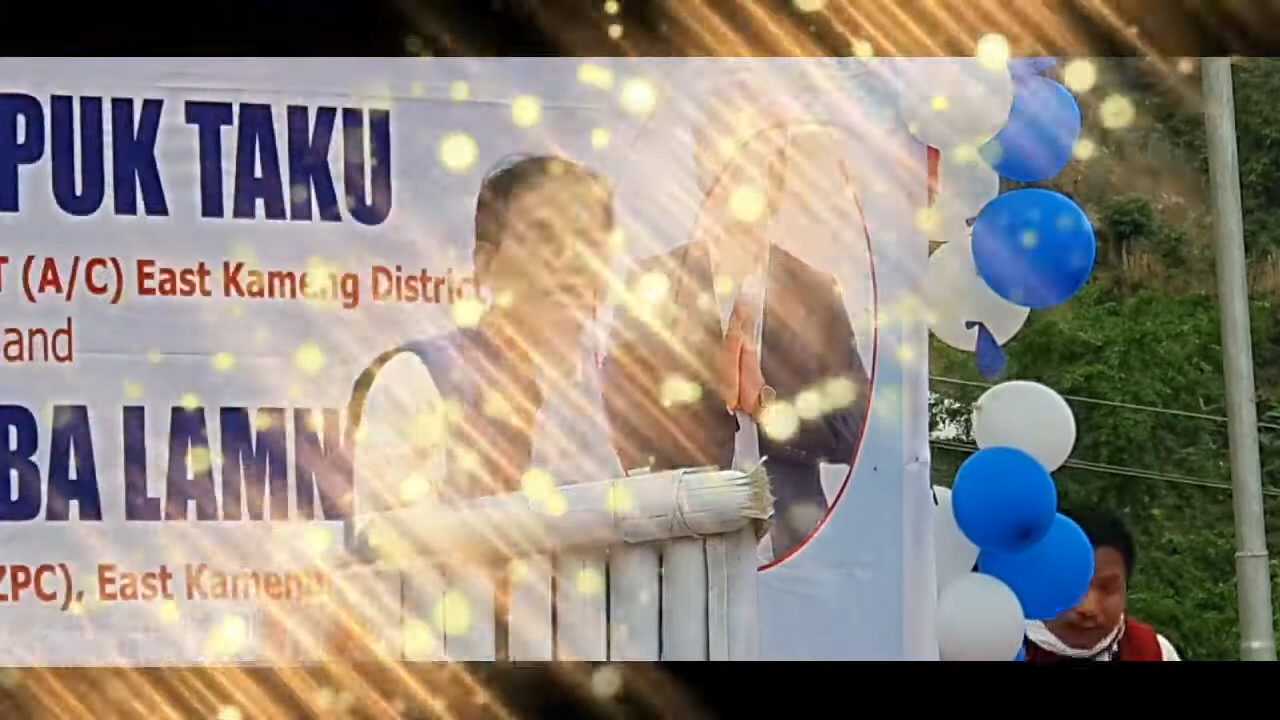 PUK TAKU
T (A/C) East Kameng District
and
BA LAMN
ZPC), East Kameng